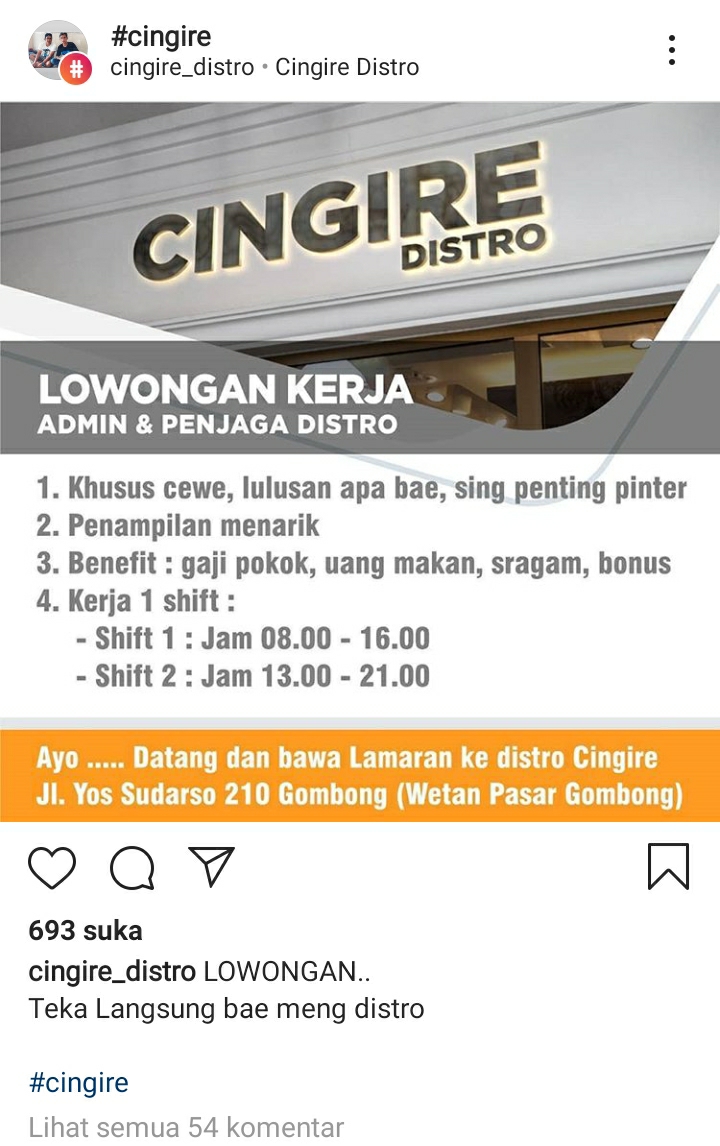 #cingire
cingire_distro • Cingire Distro
CINGIRE
DISTRO
LOWONGAN KERJA
ADMIN & PENJAGA DISTRO
1. Khusus cewe, lulusan apa bae, sing penting pinter
2. Penampilan menarik
3. Benefit : gaji pokok, uang makan, sragam, bonus
4. Kerja 1 shift :
- Shift 1 : Jam 08.00 - 16.00
- Shift 2 : Jam 13.00 - 21.00
Ayo ..... Datang dan bawa Lamaran ke distro Cingire
Jl. Yos Sudarso 210 Gombong (Wetan Pasar Gombong)
693 suka
cingire_distro LOWONGAN..
Teka Langsung bae meng distro
#cingire
Lihat semua 54 komentar